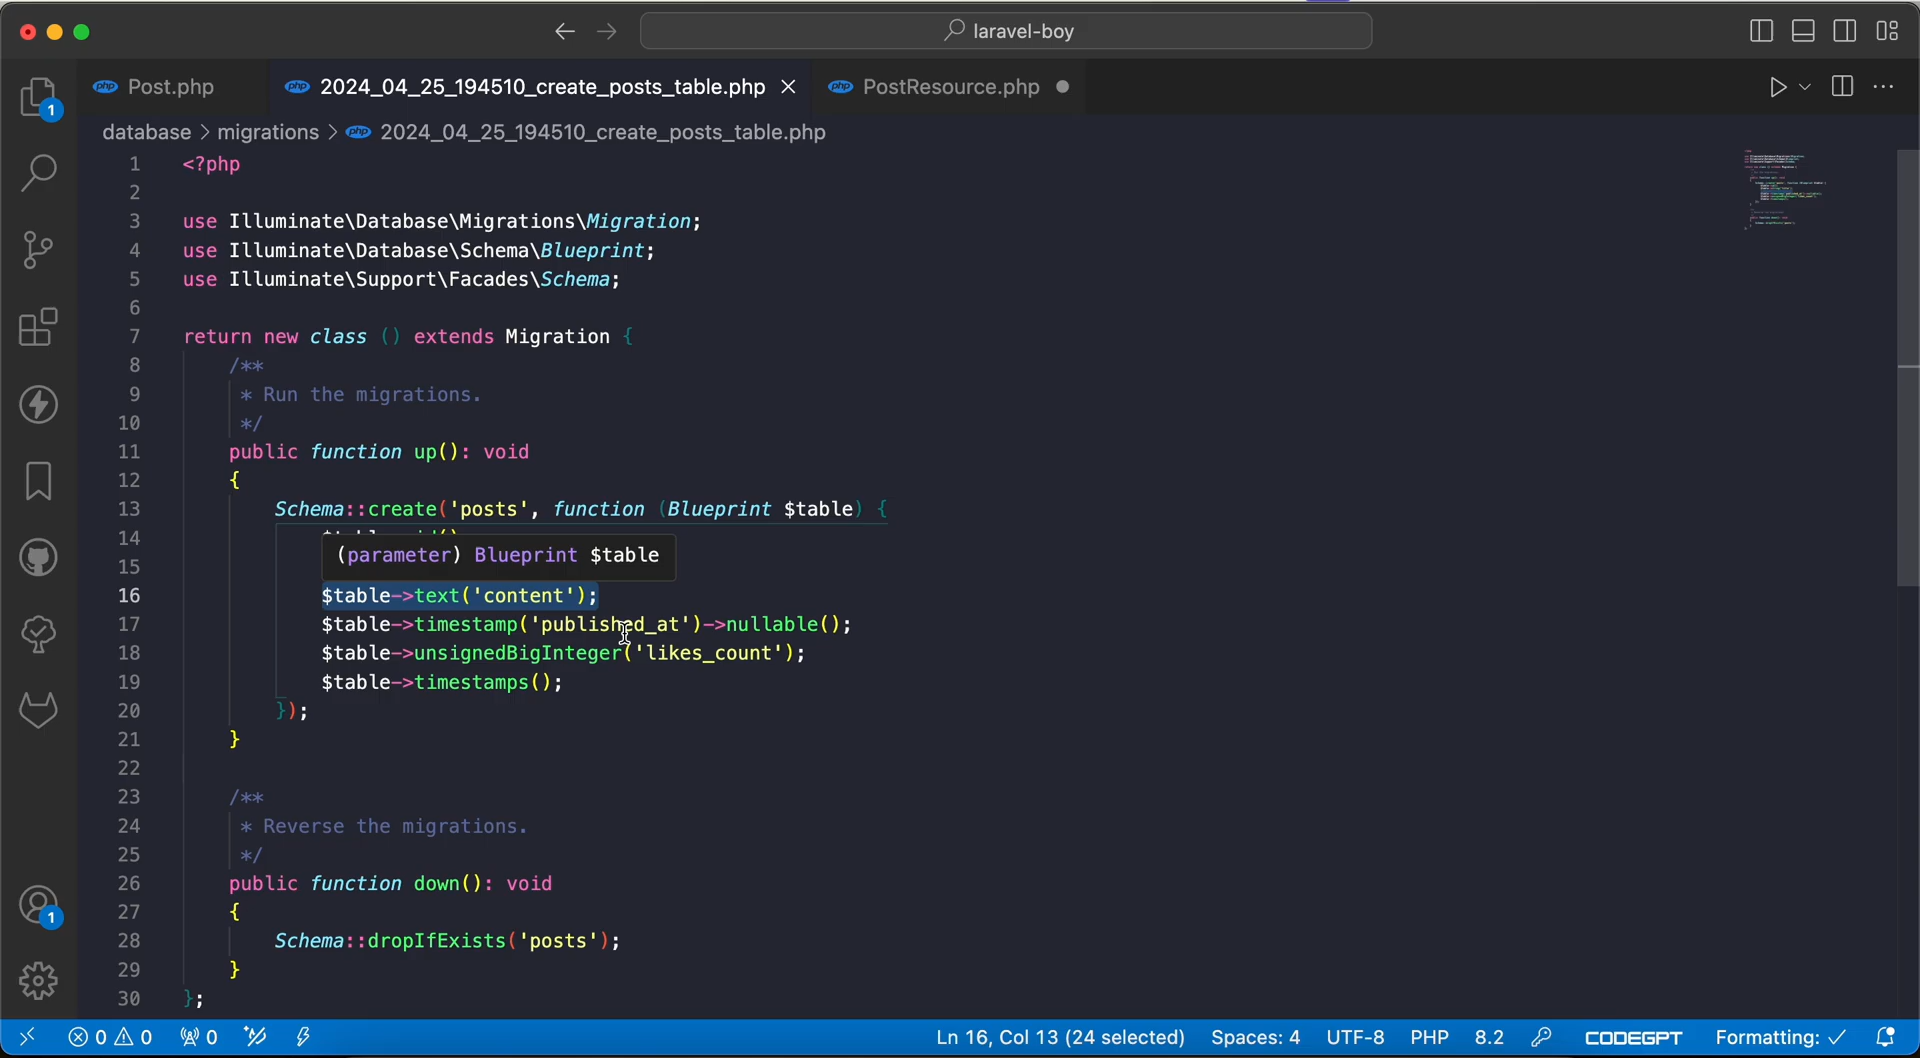 laravel-boy
Post.php
2024_04_25_194510_create_posts_table.php
PostResource.php
database > migrations > 2024_04_25_194510_create_posts_table.php
1 <?php
2
3 use Illuminate\Database\Migrations\Migration;
4 use Illuminate\Database\Schema\Blueprint;
5 use Illuminate\Support\Facades\Schema;
6
7 return new class () extends Migration {
8 /**
9 * Run the migrations.
10 */
11 public function up(): void
12 {
13 Schema::create('posts', function (Blueprint $table) {
14
(parameter) Blueprint $table
15
16 $table->text('content');
17 $table->timestamp('published_at')->nullable();
18 $table->unsignedBigInteger('likes_count');
19 $table->timestamps();
20 });
21 }
22
23 /**
24 * Reverse the migrations.
25 */
26 public function down(): void
27 {
28 Schema::dropIfExists('posts');
29 }
30 };
1
1
0 0 0 Ln 16, Col 13 (24 selected) Spaces: 4 UTF-8 PHP 8.2 CODEGPT Formatting: ✓